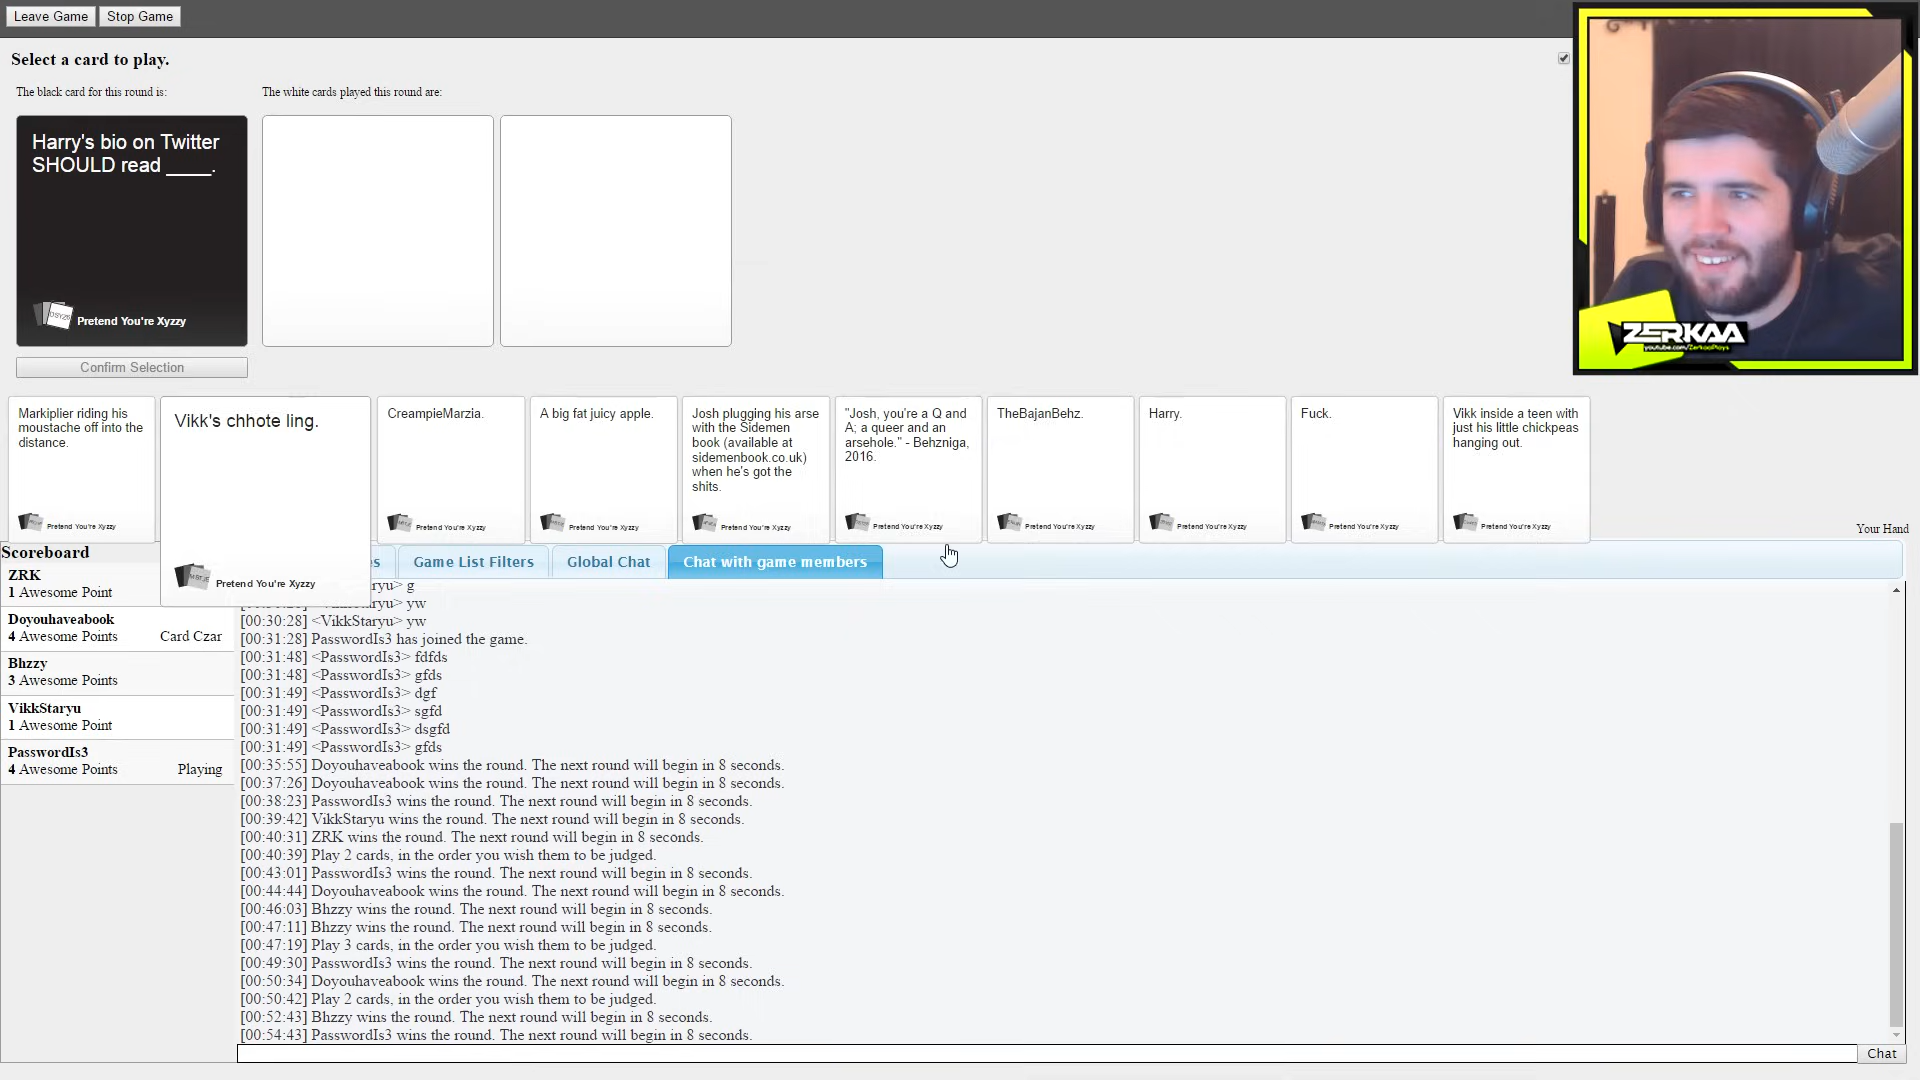 Leave Game
Stop Game
Select a card to play.
The black card for this round is:
The white cards played this round are:
Harry's bio on Twitter
SHOULD read ____.
Pretend You're Xyzzy
Confirm Selection
ZERKAA
youtube.com/ZerkaaPlays
Markiplier riding his
moustache off into the
distance.
Pretend You're Xyzzy
Vikk's chhote ling.
Pretend You're Xyzzy
CreampieMarzia.
Pretend You're Xyzzy
A big fat juicy apple.
Pretend You're Xyzzy
Josh plugging his arse
with the Sidemen
book (available at
sidemenbook.co.uk)
when he's got the
shits.
Pretend You're Xyzzy
"Josh, you're a Q and
A; a queer and an
arsehole." - Behzniga,
2016.
Pretend You're Xyzzy
TheBajanBehz.
Pretend You're Xyzzy
Harry.
Pretend You're Xyzzy
Fuck.
Pretend You're Xyzzy
Vikk inside a teen with
just his little chickpeas
hanging out.
Pretend You're Xyzzy
Your Hand
Scoreboard
ZRK
1 Awesome Point
Doyouhaveabook
4 Awesome Points Card Czar
Bhzzy
3 Awesome Points
VikkStaryu
1 Awesome Point
PasswordIs3
4 Awesome Points Playing
Game List Filters
Global Chat
Chat with game members
ryu> g
yw
[00:30:28] <VikkStaryu> yw
[00:31:28] PasswordIs3 has joined the game.
[00:31:48] <PasswordIs3> fdfds
[00:31:48] <PasswordIs3> gfds
[00:31:49] <PasswordIs3> dgf
[00:31:49] <PasswordIs3> sgfd
[00:31:49] <PasswordIs3> dsgfd
[00:31:49] <PasswordIs3> gfds
[00:35:55] Doyouhaveabook wins the round. The next round will begin in 8 seconds.
[00:37:26] Doyouhaveabook wins the round. The next round will begin in 8 seconds.
[00:38:23] PasswordIs3 wins the round. The next round will begin in 8 seconds.
[00:39:42] VikkStaryu wins the round. The next round will begin in 8 seconds.
[00:40:31] ZRK wins the round. The next round will begin in 8 seconds.
[00:40:39] Play 2 cards, in the order you wish them to be judged.
[00:43:01] PasswordIs3 wins the round. The next round will begin in 8 seconds.
[00:44:44] Doyouhaveabook wins the round. The next round will begin in 8 seconds.
[00:46:03] Bhzzy wins the round. The next round will begin in 8 seconds.
[00:47:11] Bhzzy wins the round. The next round will begin in 8 seconds.
[00:47:19] Play 3 cards, in the order you wish them to be judged.
[00:49:30] PasswordIs3 wins the round. The next round will begin in 8 seconds.
[00:50:34] Doyouhaveabook wins the round. The next round will begin in 8 seconds.
[00:50:42] Play 2 cards, in the order you wish them to be judged.
[00:52:43] Bhzzy wins the round. The next round will begin in 8 seconds.
[00:54:43] PasswordIs3 wins the round. The next round will begin in 8 seconds.
Chat